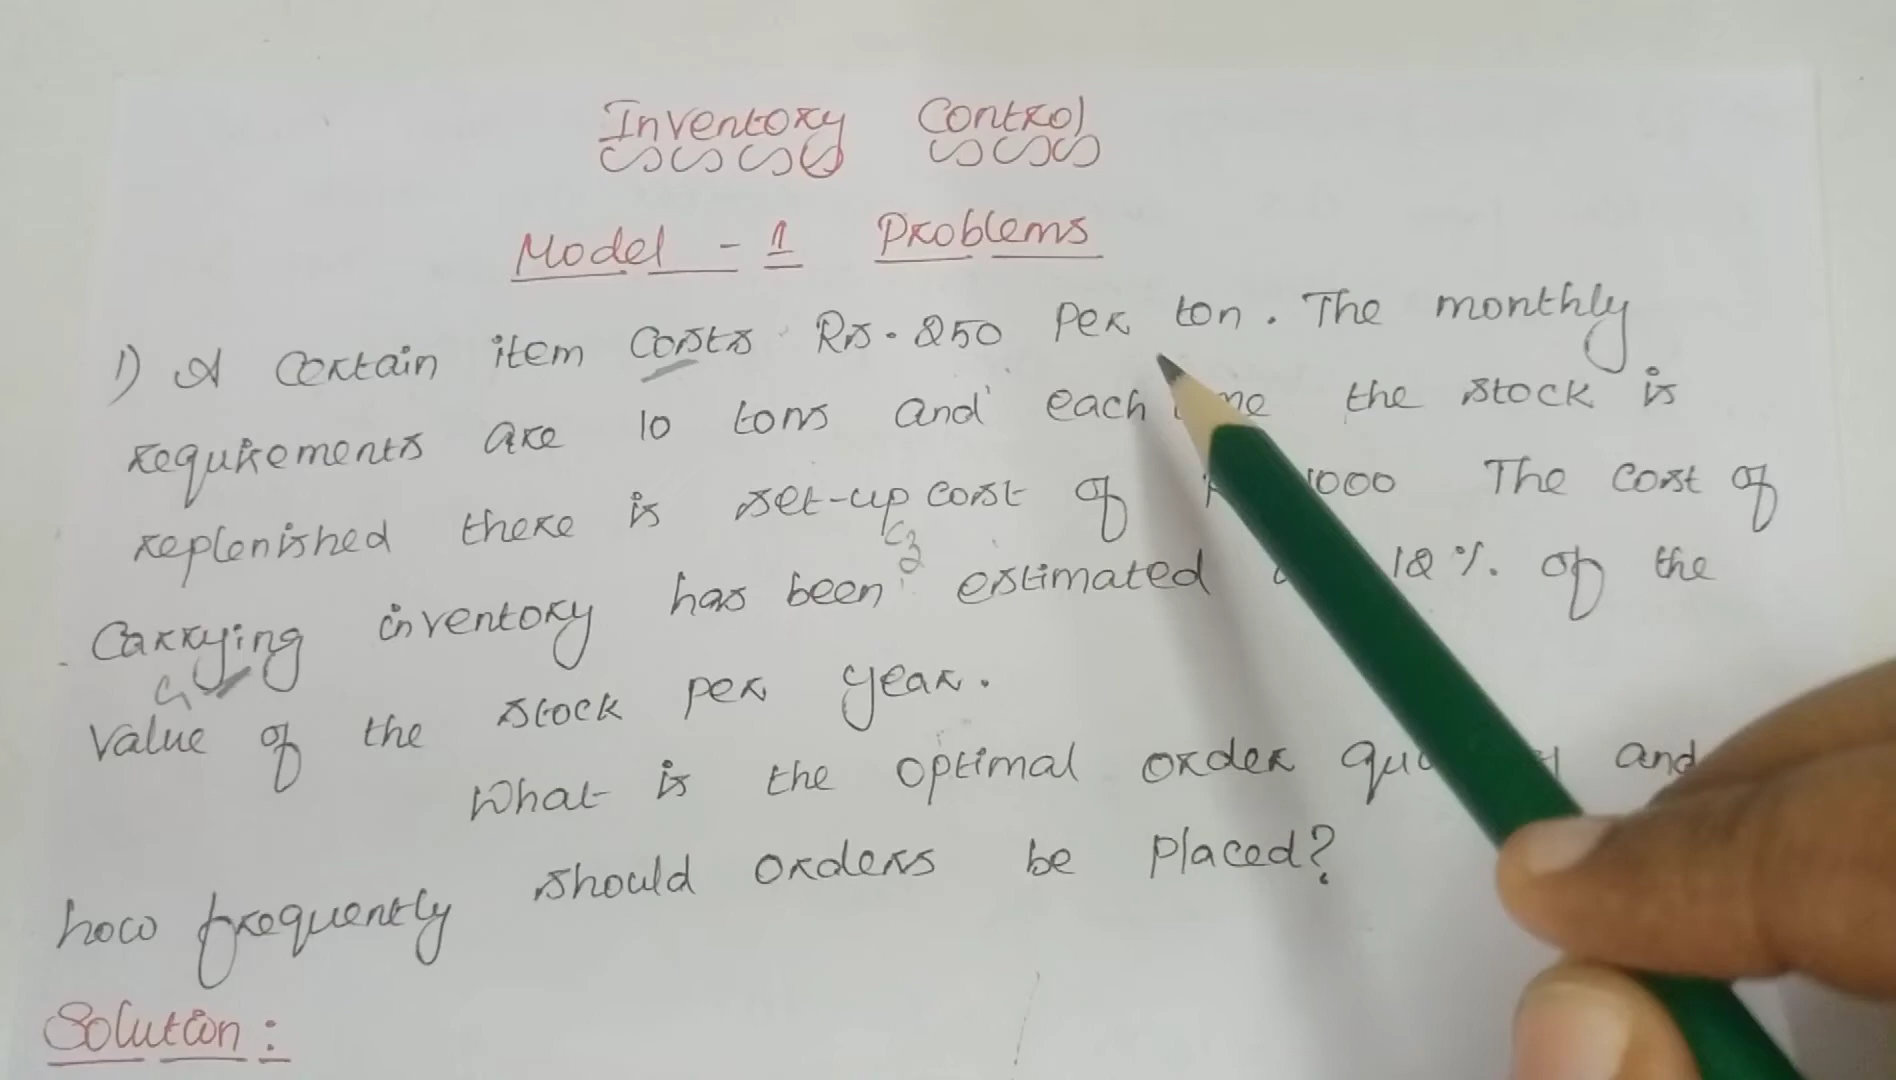 Inventory Control
Model - 1 Problems
1) A certain item costs Rs. 250 per ton. The monthly
requirements are 10 tons and each the stock is
replenished there is set-up cost of 1000 The cost of
C3
Carrying inventory has been estimated 12 %. of the
C1
value of the stock per year.
What is the optimal order and
how frequently should orders be placed?
Solution :